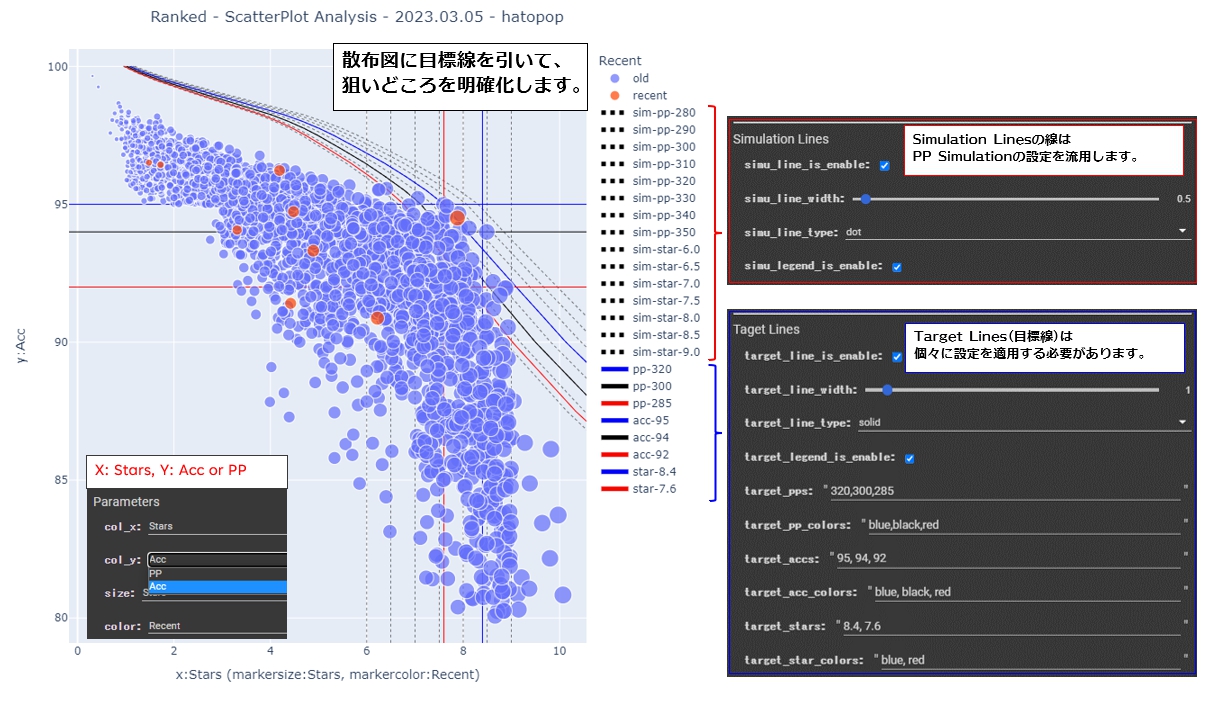 Ranked - ScatterPlot Analysis - 2023.03.05 - hatopop
散布図に目標線を引いて、
狙いどころを明確化します。
100
95
90
85
80
y:Acc
0
2
4
6
8
10
x:Stars (markersize:Stars, markercolor:Recent)
X: Stars, Y: Acc or PP
Parameters
col_x: Stars
col_y: Acc
PP
Acc
size:
color: Recent
Recent
old
recent
sim-pp-280
sim-pp-290
sim-pp-300
sim-pp-310
sim-pp-320
sim-pp-330
sim-pp-340
sim-pp-350
sim-star-6.0
sim-star-6.5
sim-star-7.0
sim-star-7.5
sim-star-8.0
sim-star-8.5
sim-star-9.0
pp-320
pp-300
pp-285
acc-95
acc-94
acc-92
star-8.4
star-7.6
Simulation Lines
Simulation Linesの線は
PP Simulationの設定を流用します。
simu_line_is_enable:
simu_line_width: 0.5
simu_line_type: dot
simu_legend_is_enable:
Taget Lines
Target Lines(目標線)は
個々に設定を適用する必要があります。
target_line_is_enable:
target_line_width: 1
target_line_type: solid
target_legend_is_enable:
target_pps: "320,300,285"
target_pp_colors: "blue,black,red"
target_accs: "95, 94, 92"
target_acc_colors: "blue, black, red"
target_stars: "8.4, 7.6"
target_star_colors: "blue, red"